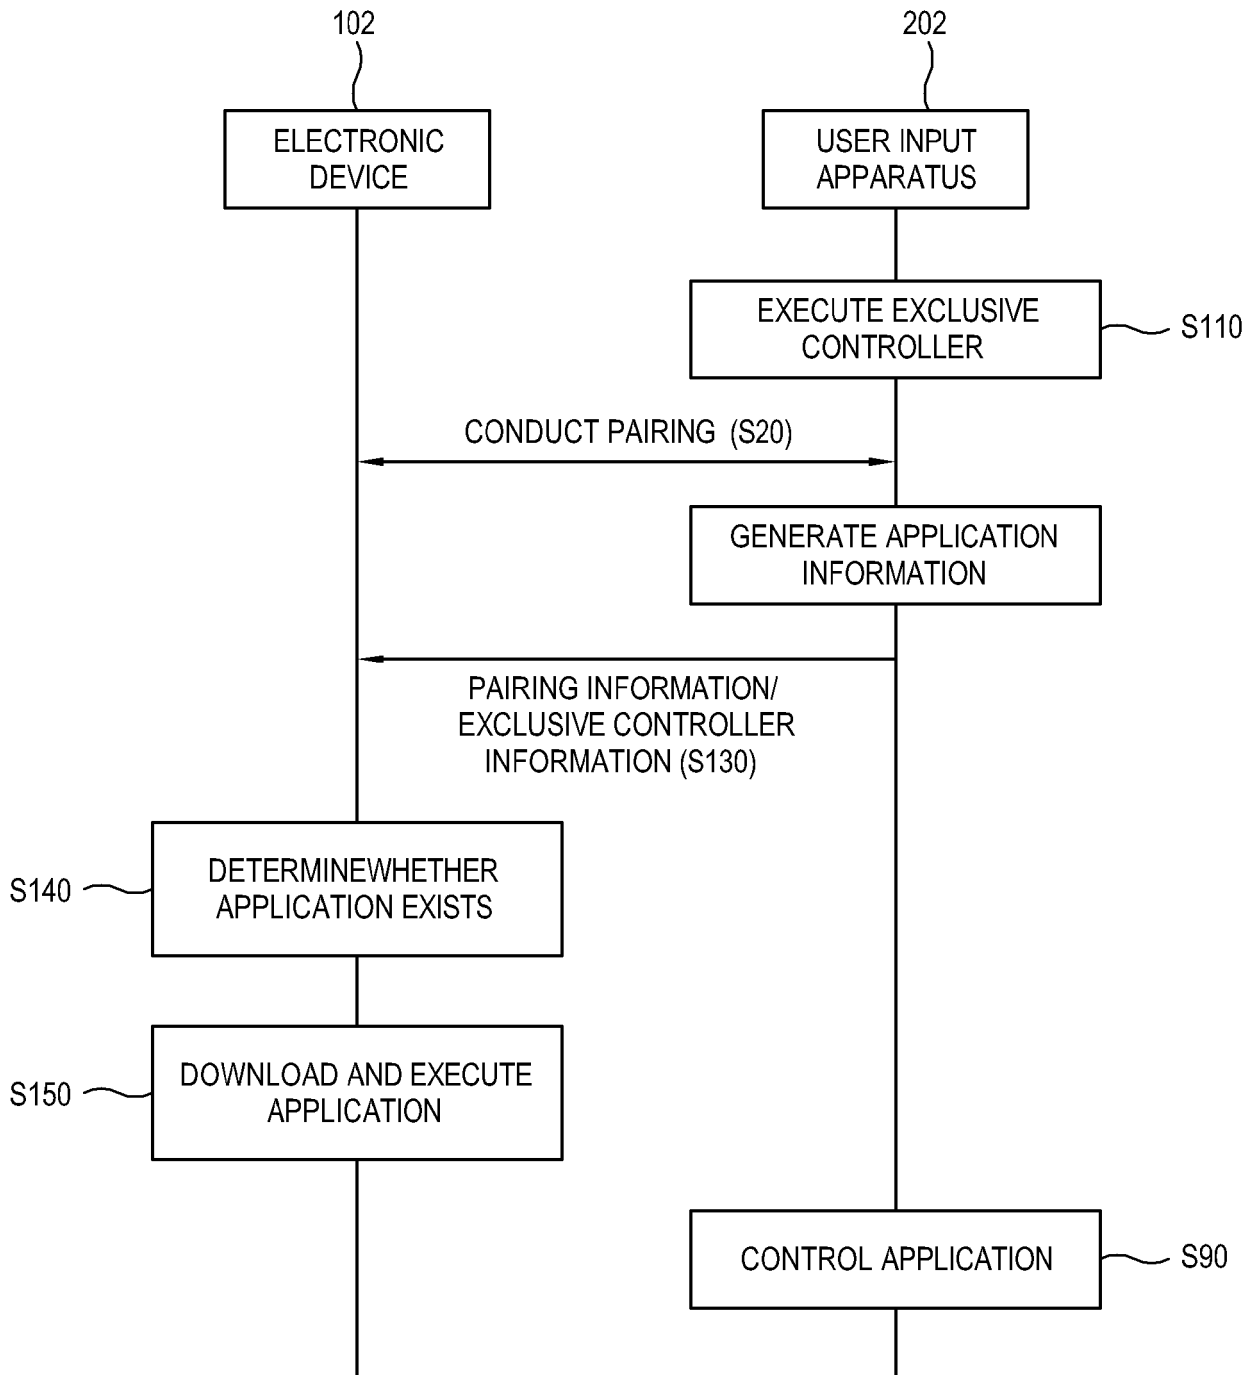 102
202
ELECTRONIC
DEVICE
USER INPUT
APPARATUS
EXECUTE EXCLUSIVE
CONTROLLER
S110
CONDUCT PAIRING (S20)
GENERATE APPLICATION
INFORMATION
PAIRING INFORMATION/
EXCLUSIVE CONTROLLER
INFORMATION (S130)
S140
DETERMINEWHETHER
APPLICATION EXISTS
S150
DOWNLOAD AND EXECUTE
APPLICATION
CONTROL APPLICATION
S90